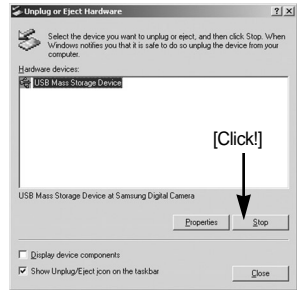 Unplug or Eject Hardware
Select the device you want to unplug or eject, and then click Stop. When
Windows notifies you that it is safe to do so unplug the device from your
computer.
Hardware devices:
USB Mass Storage Device
[Click!]
USB Mass Storage Device at Samsung Digital Camera
Properties Stop
Display device components
Show Unplug/Eject icon on the taskbar
Close